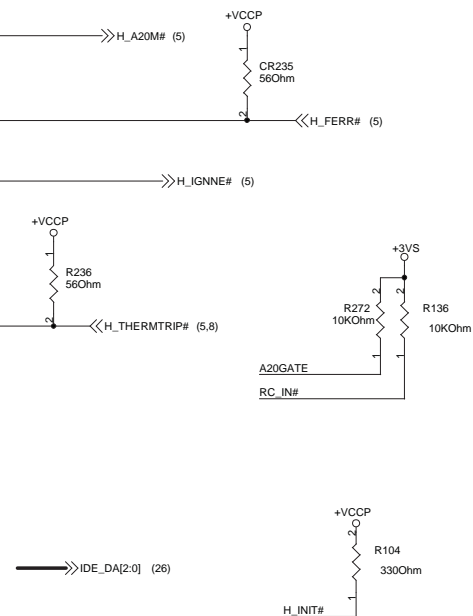 +VCCP
H_A20M# (5)
1
CR235
56Ohm
2
H_FERR# (5)
H_IGNNE# (5)
+VCCP
1
R236
56Ohm
2
H_THERMTRIP# (5,8)
+3VS
2
2
R272
10KOhm
R136
10KOhm
1
1
A20GATE
RC_IN#
+VCCP
2
R104
330Ohm
1
IDE_DA[2:0] (26)
H_INIT#